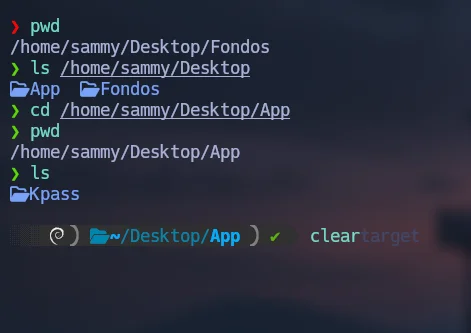 ❯ pwd
/home/sammy/Desktop/Fondos
❯ ls /home/sammy/Desktop
App Fondos
❯ cd /home/sammy/Desktop/App
❯ pwd
/home/sammy/Desktop/App
❯ ls
Kpass
) ~/Desktop/App ) ✔ cleartarget